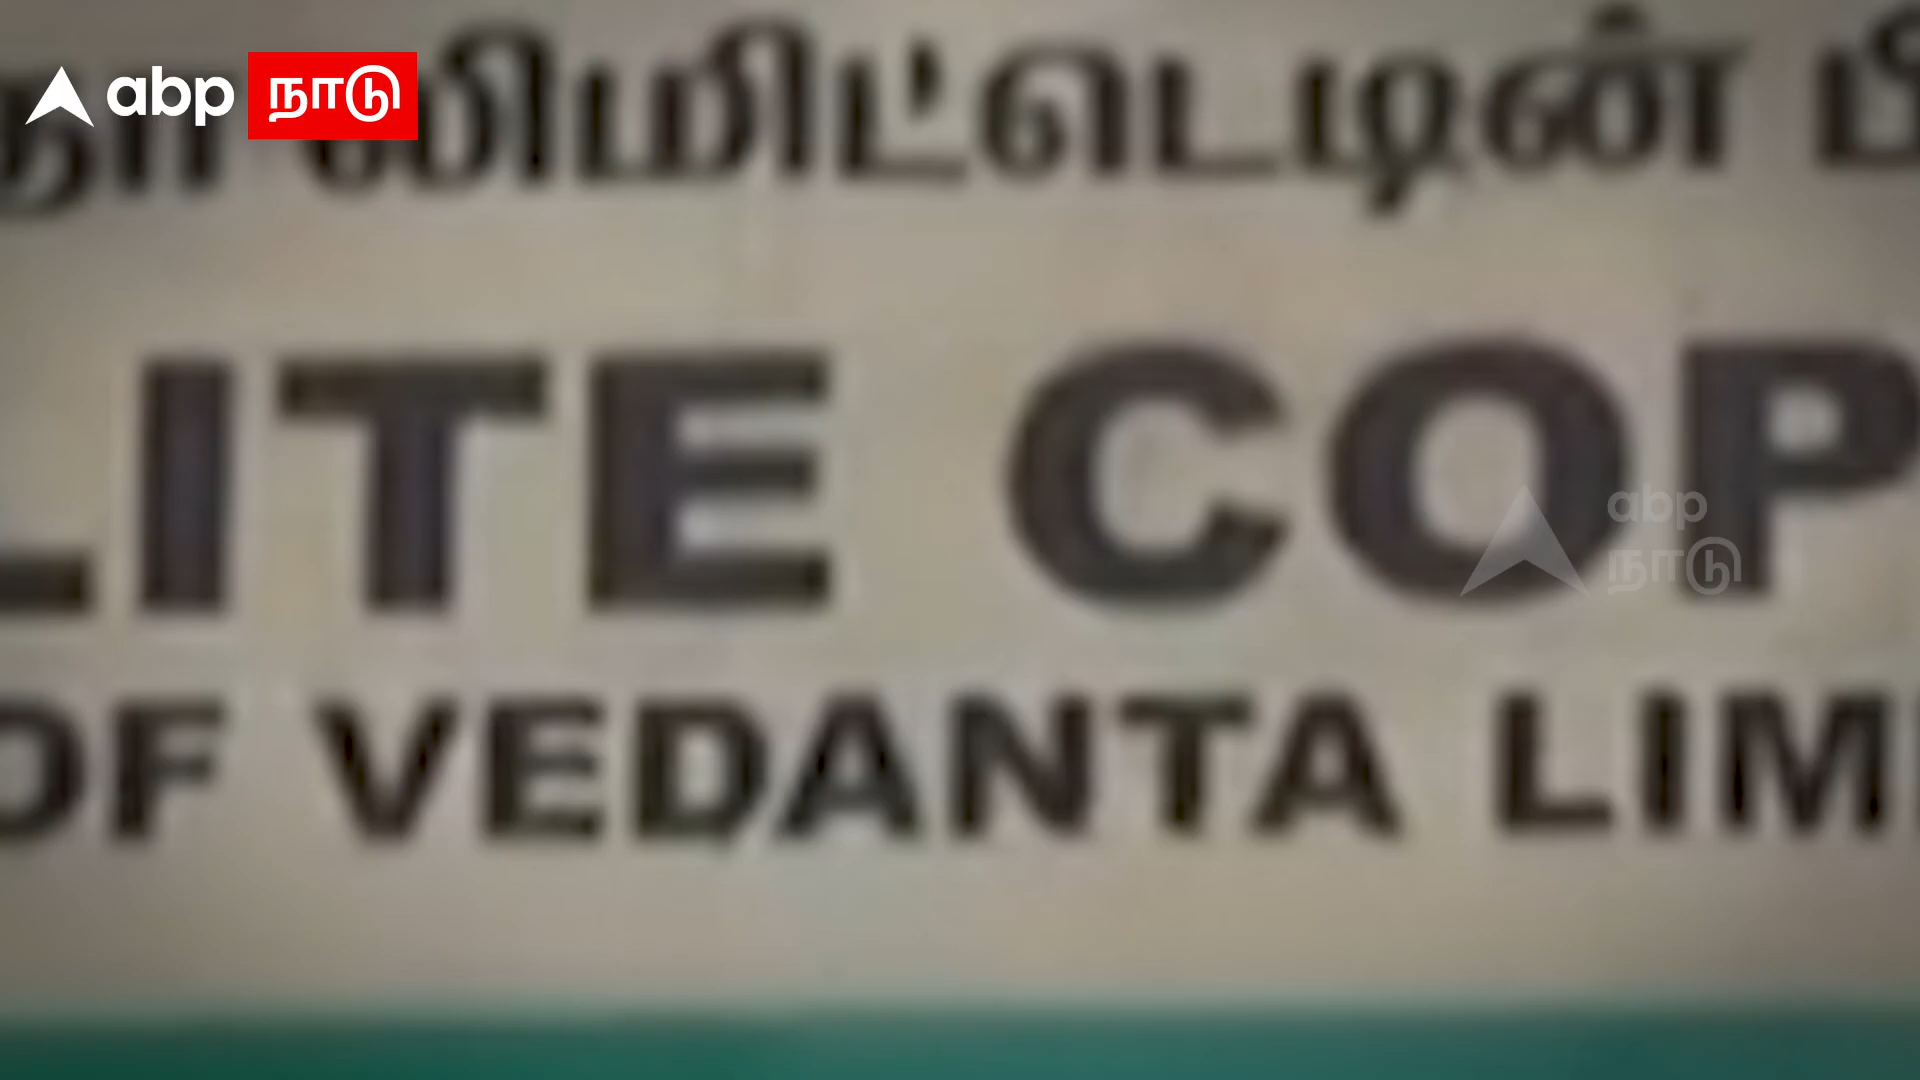 abp நாடு
தா லிமிட்டெடின்
LITE COP
OF VEDANTA LIM
abp
நாடு